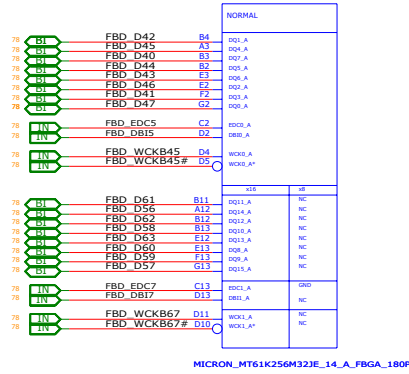 NORMAL
78 BI FBD_D42 B4 DQ1_A
78 BI FBD_D45 A3 DQ4_A
78 BI FBD_D40 B3 DQ7_A
78 BI FBD_D44 B2 DQ5_A
78 BI FBD_D43 E3 DQ6_A
78 BI FBD_D46 E2 DQ2_A
78 BI FBD_D41 F2 DQ3_A
78 BI FBD_D47 G2 DQ0_A
78 IN FBD_EDC5 C2 EDC0_A
78 IN FBD_DBI5 D2 DBI0_A
78 IN FBD_WCKB45 D4 WCK0_A
78 IN FBD_WCKB45# D5 WCK0_A*
x16 x8
78 BI FBD_D61 B11 DQ11_A NC
78 BI FBD_D56 A12 DQ14_A NC
78 BI FBD_D62 B12 DQ12_A NC
78 BI FBD_D58 B13 DQ10_A NC
78 BI FBD_D63 E12 DQ13_A NC
78 BI FBD_D60 E13 DQ8_A NC
78 BI FBD_D59 F13 DQ9_A NC
78 BI FBD_D57 G13 DQ15_A NC
78 IN FBD_EDC7 C13 EDC1_A GND
78 IN FBD_DBI7 D13 DBI1_A NC
78 IN FBD_WCKB67 D11 WCK1_A NC
78 IN FBD_WCKB67# D10 WCK1_A* NC
MICRON_MT61K256M32JE_14_A_FBGA_180P